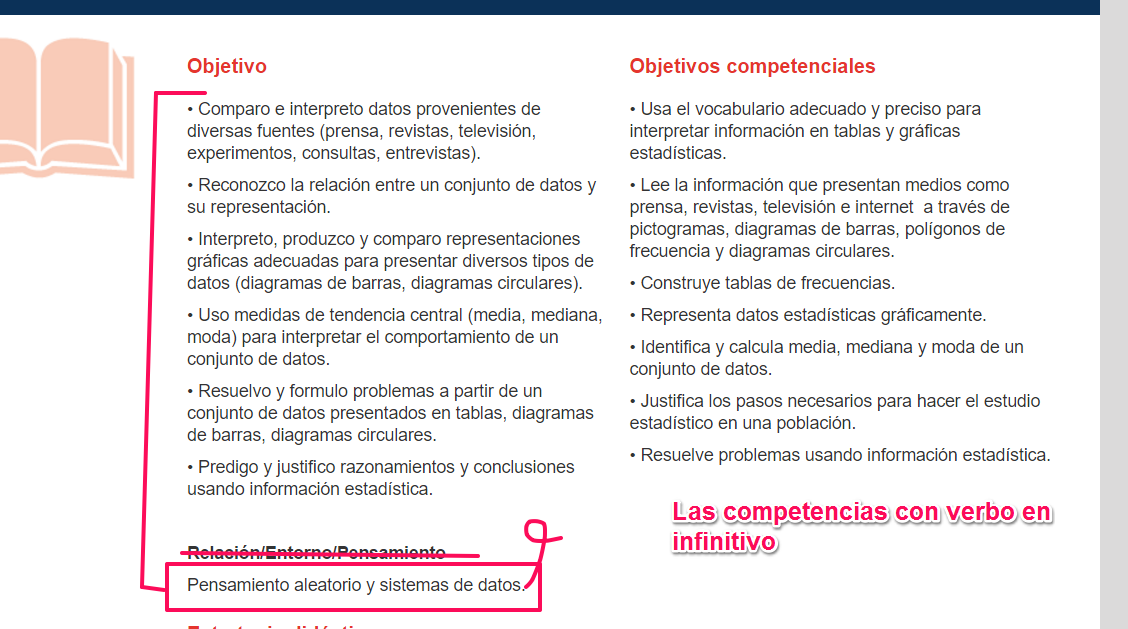 Objetivo
• Comparo e interpreto datos provenientes de
diversas fuentes (prensa, revistas, televisión,
experimentos, consultas, entrevistas).
• Reconozco la relación entre un conjunto de datos y
su representación.
• Interpreto, produzco y comparo representaciones
gráficas adecuadas para presentar diversos tipos de
datos (diagramas de barras, diagramas circulares).
• Uso medidas de tendencia central (media, mediana,
moda) para interpretar el comportamiento de un
conjunto de datos.
• Resuelvo y formulo problemas a partir de un
conjunto de datos presentados en tablas, diagramas
de barras, diagramas circulares.
• Predigo y justifico razonamientos y conclusiones
usando información estadística.
Relación/Entorno/Pensamiento
Pensamiento aleatorio y sistemas de datos.
Objetivos competenciales
• Usa el vocabulario adecuado y preciso para
interpretar información en tablas y gráficas
estadísticas.
• Lee la información que presentan medios como
prensa, revistas, televisión e internet a través de
pictogramas, diagramas de barras, polígonos de
frecuencia y diagramas circulares.
• Construye tablas de frecuencias.
• Representa datos estadísticos gráficamente.
• Identifica y calcula media, mediana y moda de un
conjunto de datos.
• Justifica los pasos necesarios para hacer el estudio
estadístico en una población.
• Resuelve problemas usando información estadística.
Las competencias con verbo en
infinitivo